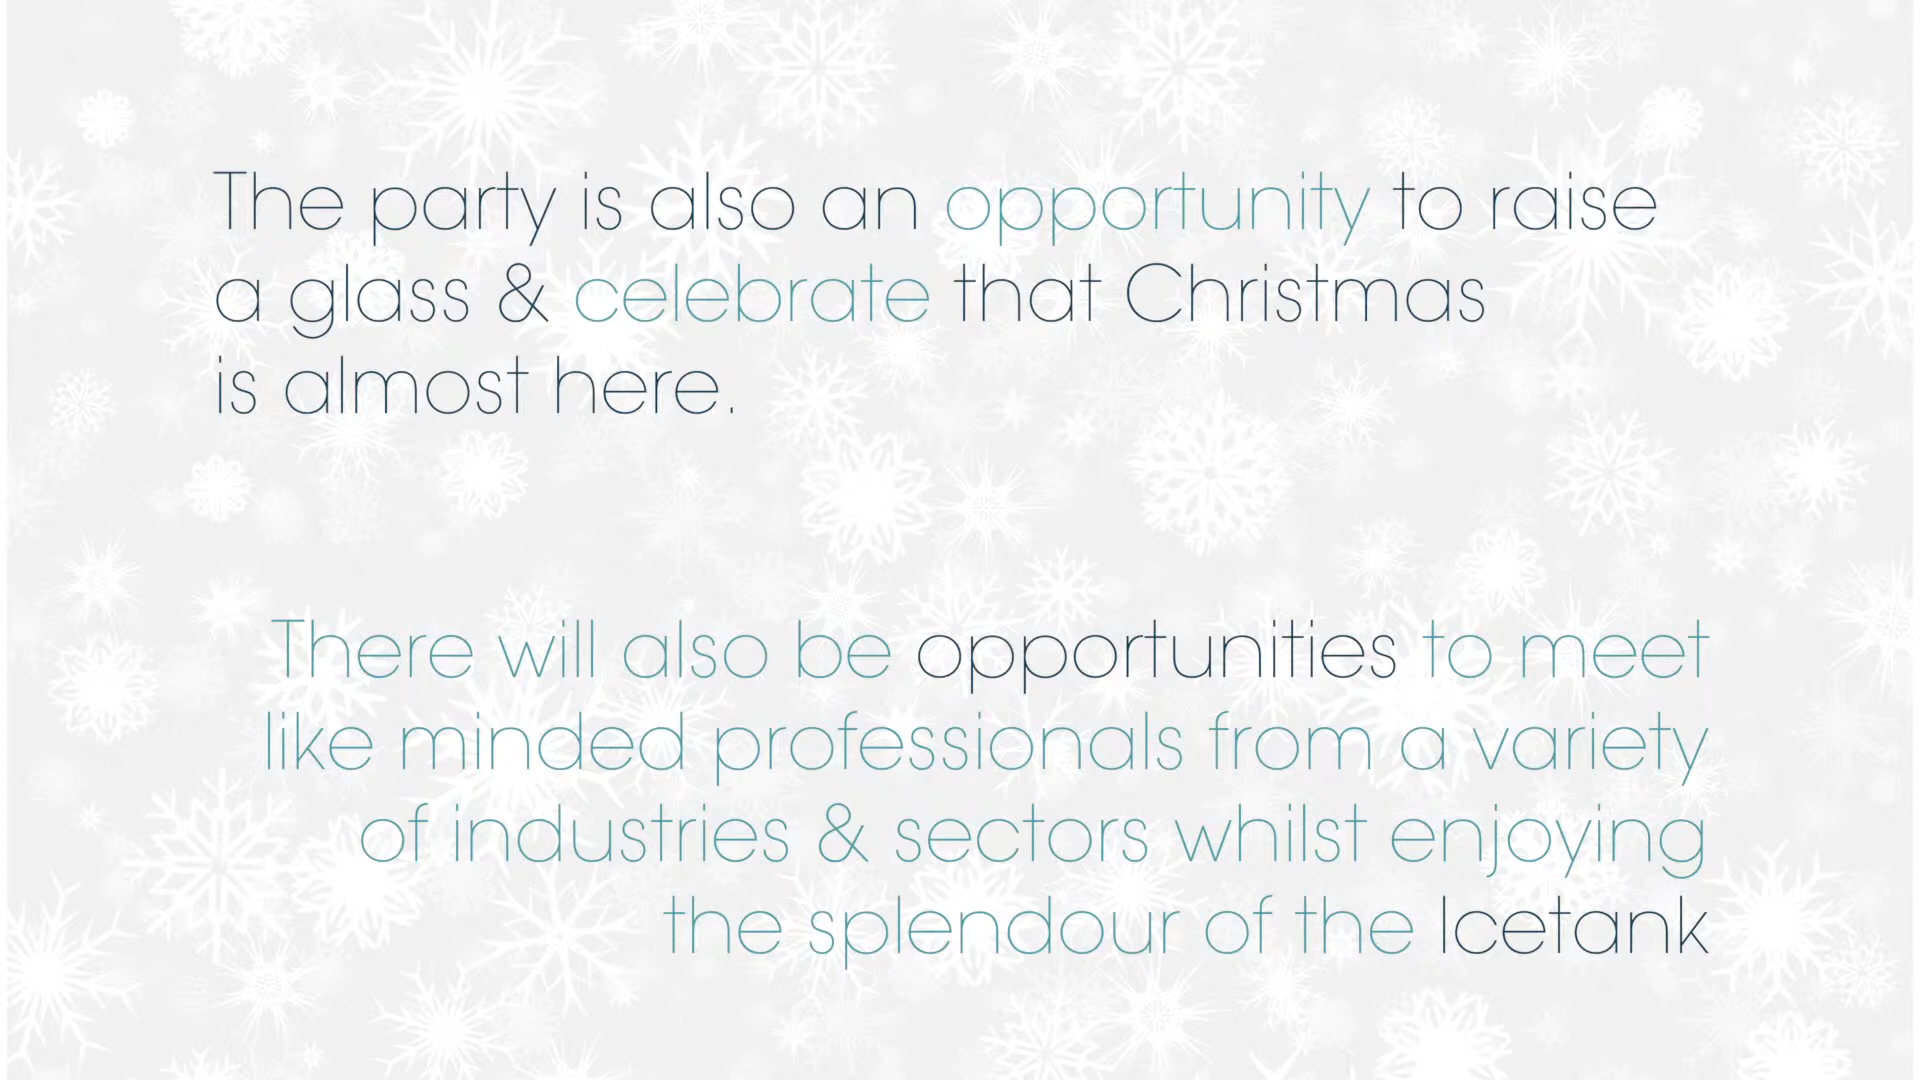 The party is also an opportunity to raise
a glass & celebrate that Christmas
is almost here.
There will also be opportunities to meet
like minded professionals from a variety
of industries & sectors whilst enjoying
the splendour of the Icetank